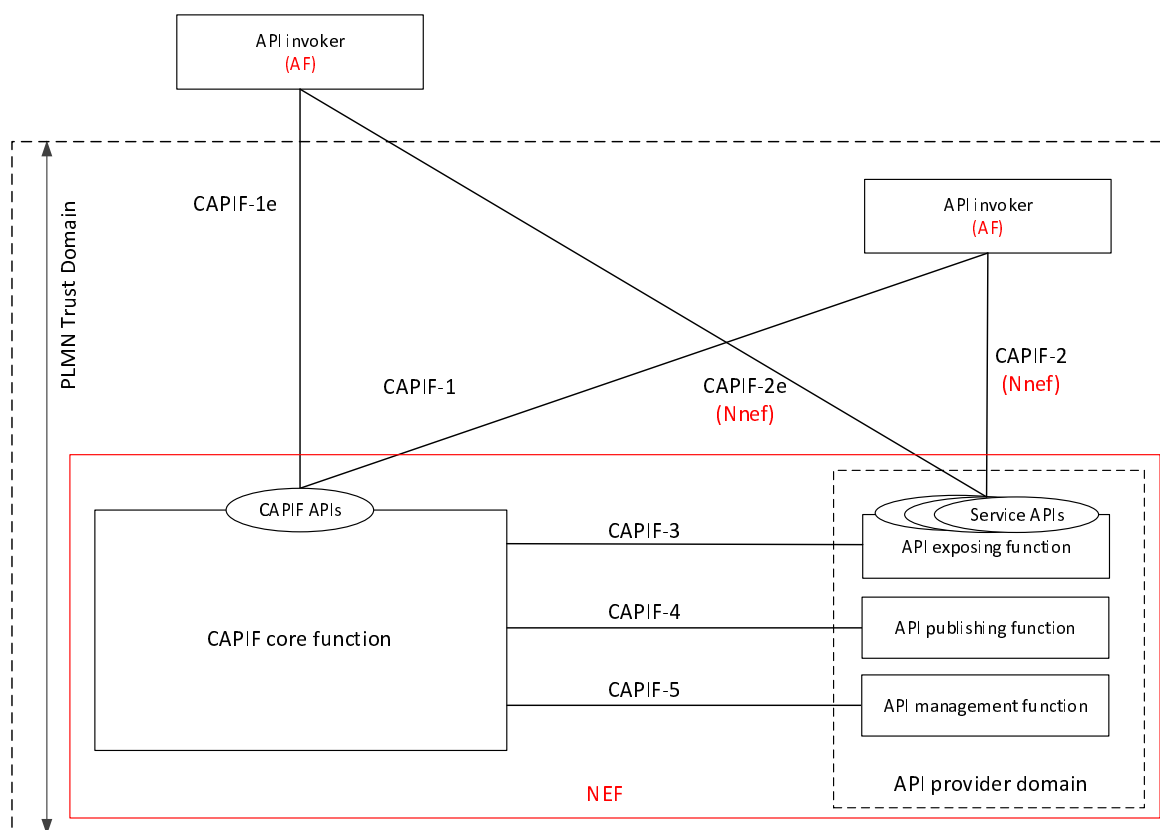 API invoker
(AF)
CAPIF-1e
PLMN Trust Domain
API invoker
(AF)
CAPIF-1
CAPIF-2e
(Nnef)
CAPIF-2
(Nnef)
CAPIF APIs
Service APIs
CAPIF-3
API exposing function
CAPIF-4
CAPIF core function
API publishing function
CAPIF-5
API management function
API provider domain
NEF